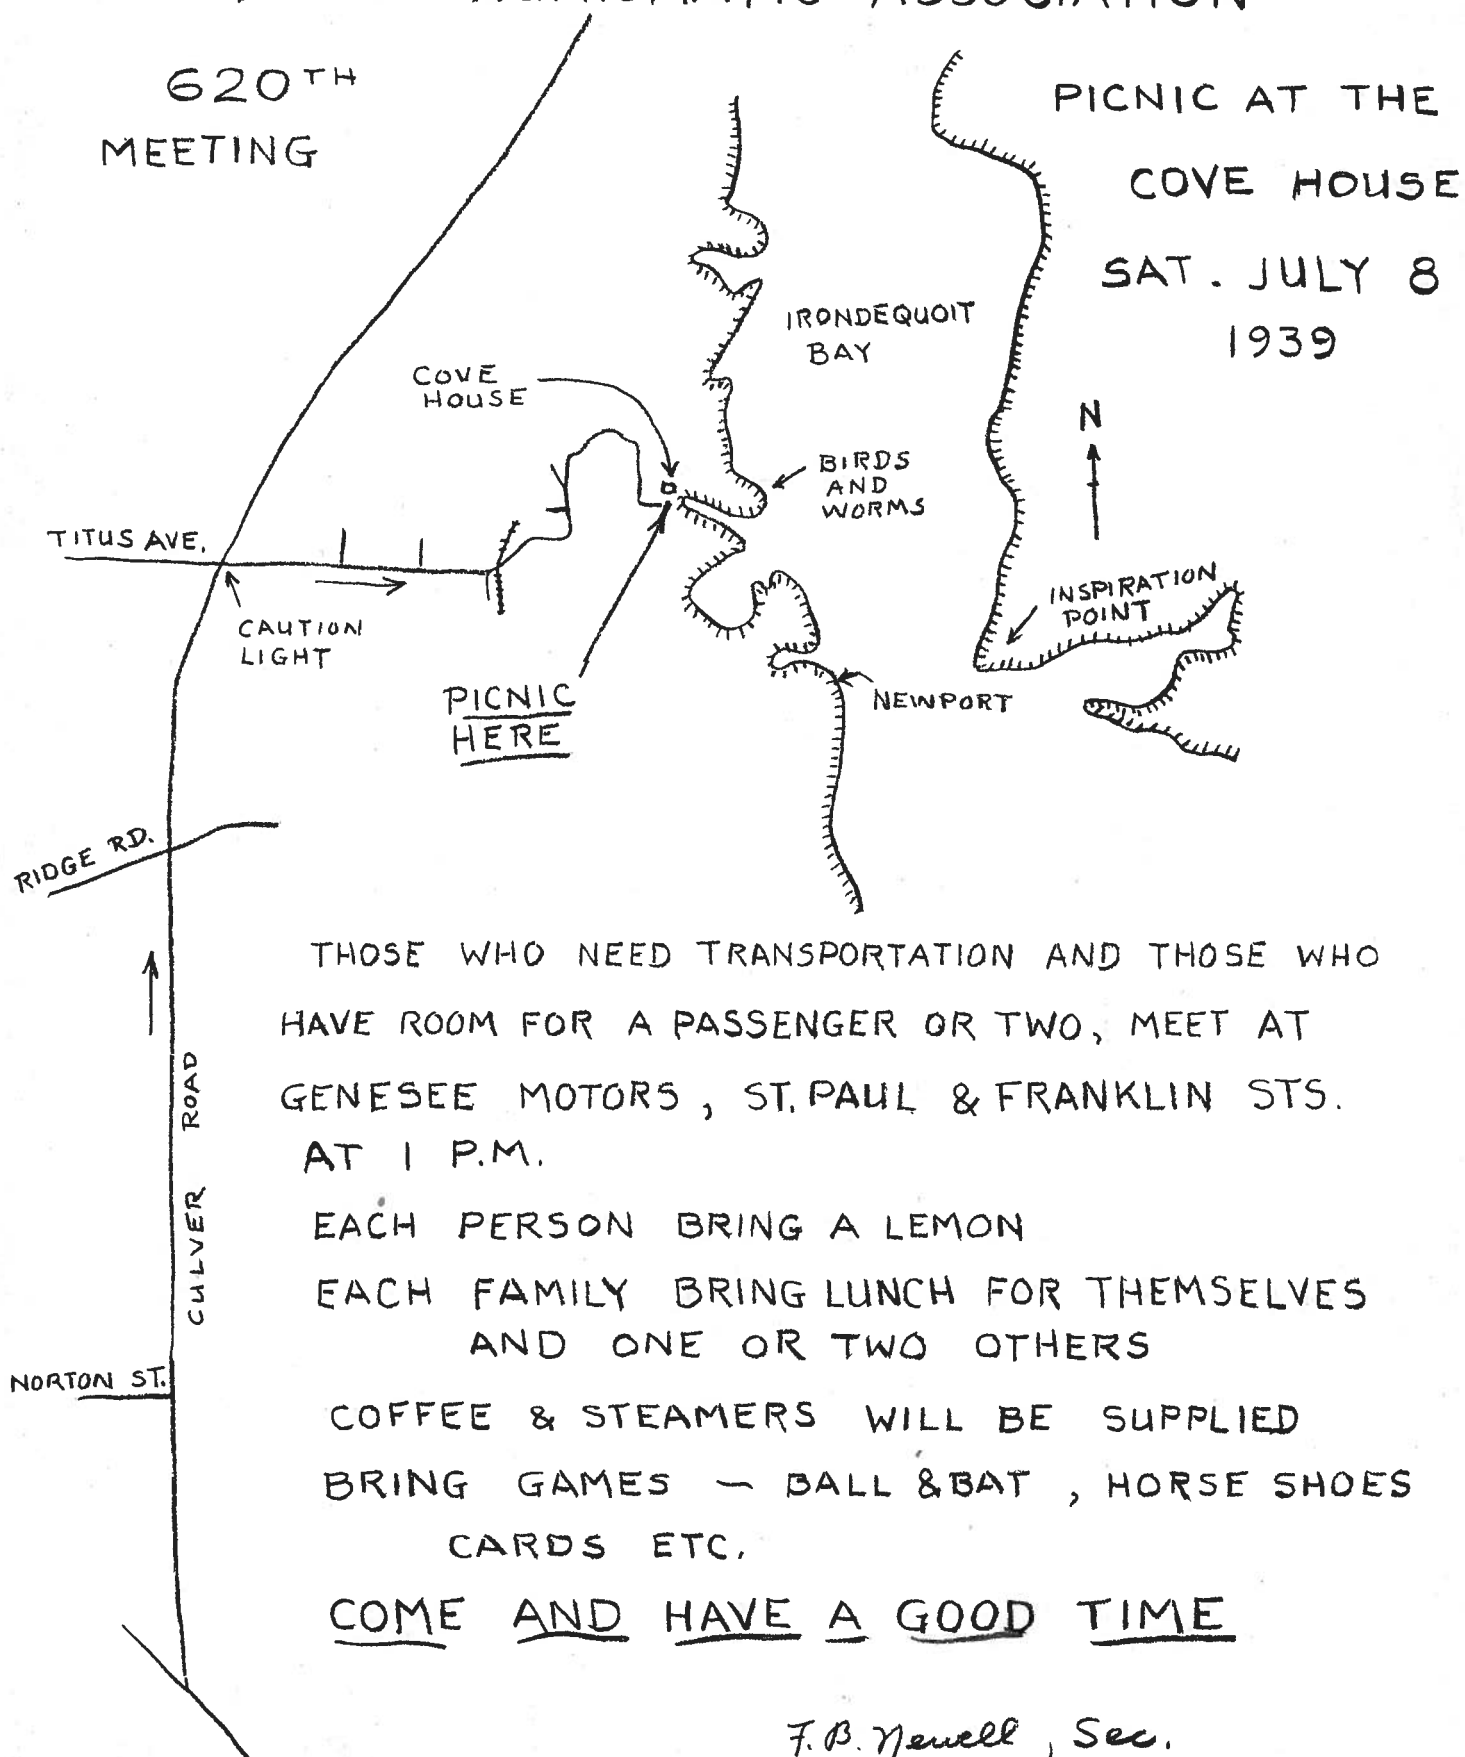 NUMISMATIC ASSOCIATION
620TH
MEETING
PICNIC AT THE
COVE HOUSE
SAT. JULY 8
1939
IRONDEQUOIT
BAY
COVE
HOUSE
N
BIRDS
AND
WORMS
TITUS AVE.
CAUTION
LIGHT
INSPIRATION
POINT
PICNIC
HERE
NEWPORT
RIDGE RD.
THOSE WHO NEED TRANSPORTATION AND THOSE WHO
HAVE ROOM FOR A PASSENGER OR TWO, MEET AT
GENESEE MOTORS, ST. PAUL & FRANKLIN STS.
AT 1 P.M.
CULVER ROAD
EACH PERSON BRING A LEMON
EACH FAMILY BRING LUNCH FOR THEMSELVES
AND ONE OR TWO OTHERS
NORTON ST.
COFFEE & STEAMERS WILL BE SUPPLIED
BRING GAMES - BALL & BAT, HORSE SHOES
CARDS ETC.
COME AND HAVE A GOOD TIME
F. B. Newell, Sec.